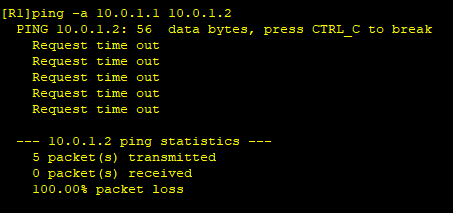 [R1]ping -a 10.0.1.1 10.0.1.2
PING 10.0.1.2: 56  data bytes, press CTRL_C to break
Request time out
Request time out
Request time out
Request time out
Request time out
--- 10.0.1.2 ping statistics ---
5 packet(s) transmitted
0 packet(s) received
100.00% packet loss